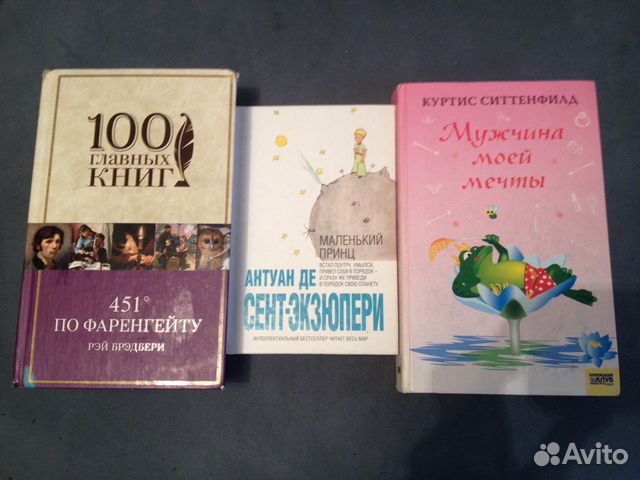 100
ГЛАВНЫХ
КНИГ
451°
ПО ФАРЕНГЕЙТУ
РЭЙ БРЭДБЕРИ
МАЛЕНЬКИЙ
ПРИНЦ
ВСТАЛ ПОУТРУ, УМЫЛСЯ,
ПРИВЕЛ СЕБЯ В ПОРЯДОК –
И СРАЗУ ЖЕ ПРИВЕДИ
В ПОРЯДОК СВОЮ ПЛАНЕТУ
АНТУАН ДЕ
СЕНТ-ЭКЗЮПЕРИ
ИНТЕЛЛЕКТУАЛЬНЫЙ БЕСТСЕЛЛЕР ЧИТАЕТ ВЕСЬ МИР
КУРТИС СИТТЕНФИЛД
Мужчина
моей
мечты
КЛУБ
Avito